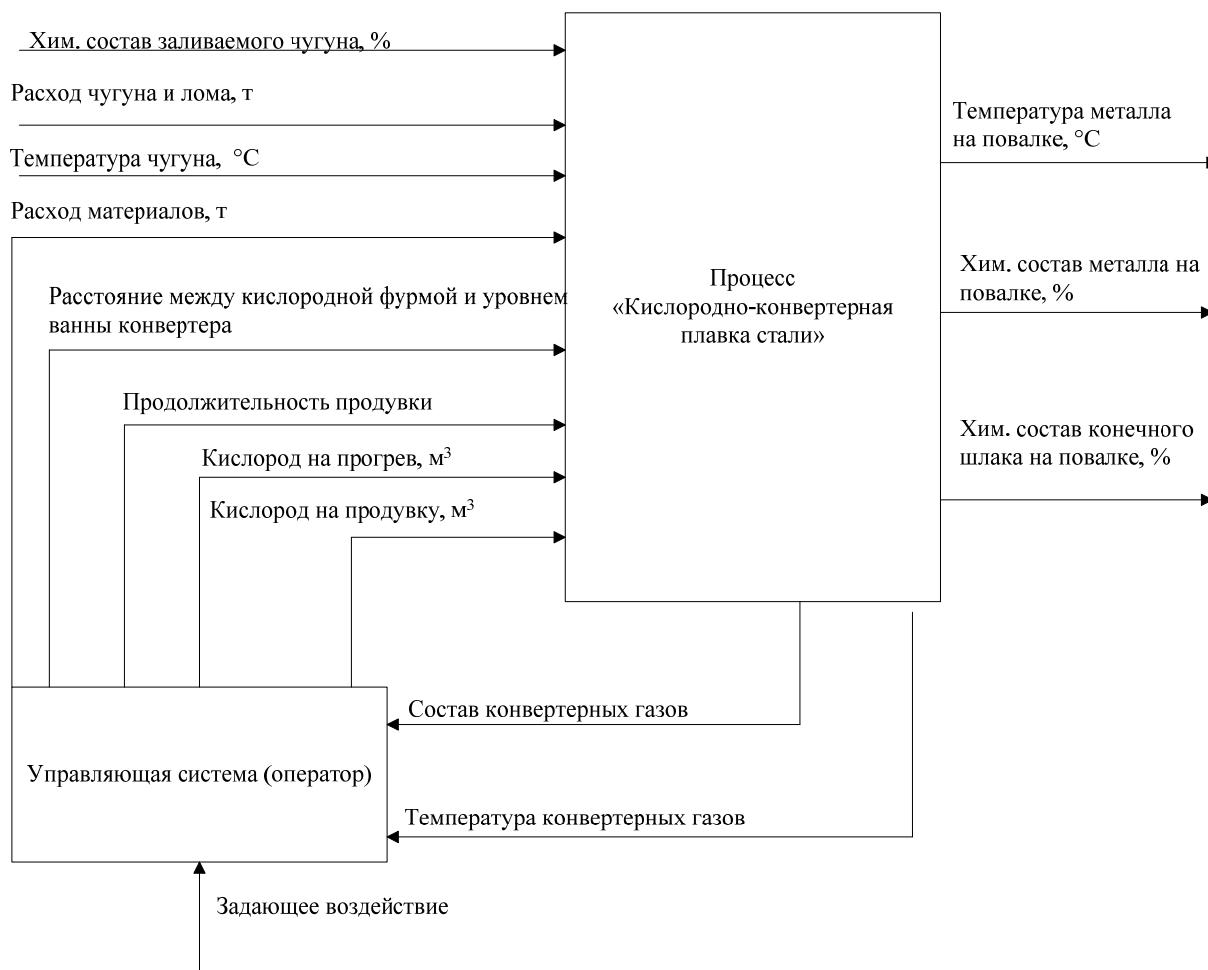 Хим. состав заливаемого чугуна, %
Расход чугуна и лома, т
Температура чугуна, °С
Расход материалов, т
Расстояние между кислородной фурмой и уровнем
ванны конвертера
Продолжительность продувки
Кислород на прогрев, м³
Кислород на продувку, м³
Процесс
«Кислородно-конвертерная
плавка стали»
Температура металла
на повалке, °С
Хим. состав металла на
повалке, %
Хим. состав конечного
шлака на повалке, %
Состав конвертерных газов
Управляющая система (оператор)
Температура конвертерных газов
Задающее воздействие